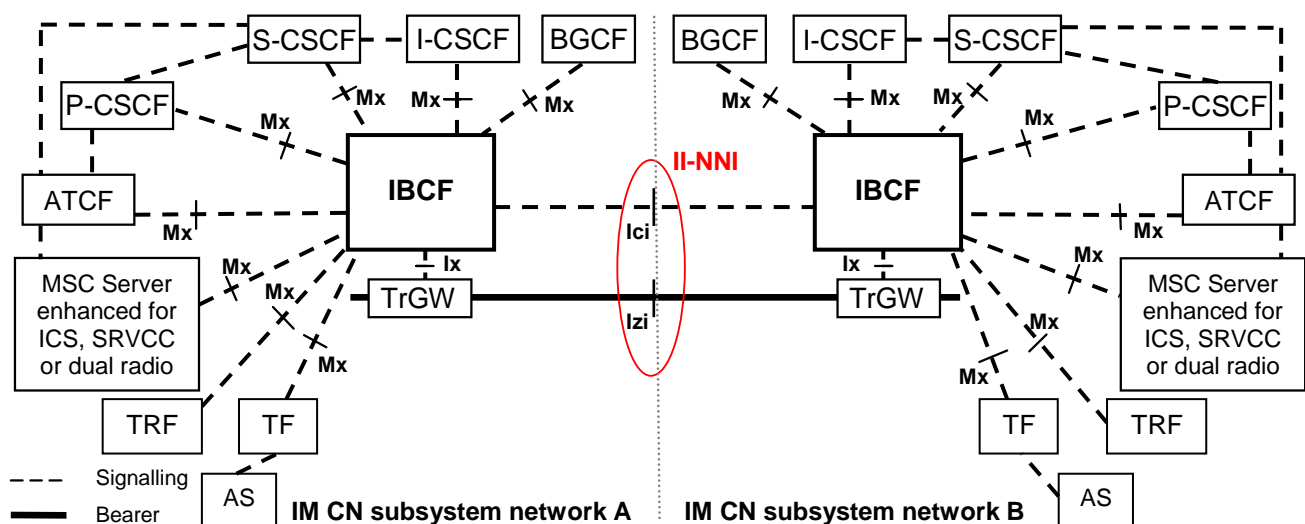 S-CSCF
I-CSCF
BGCF
BGCF
I-CSCF
S-CSCF
P-CSCF
Mx
Mx
Mx
Mx
Mx
Mx
P-CSCF
Mx
Mx
II-NNI
ATCF
IBCF
IBCF
ATCF
Mx
Ici
Mx
Mx
Ix
Ix
Mx
MSC Server
enhanced for
ICS, SRVCC
or dual radio
Mx
TrGW
Izi
TrGW
Mx
MSC Server
enhanced for
ICS, SRVCC
or dual radio
Mx
Mx
TRF
TF
TF
TRF
Signalling
AS
AS
Bearer
IM CN subsystem network A
IM CN subsystem network B